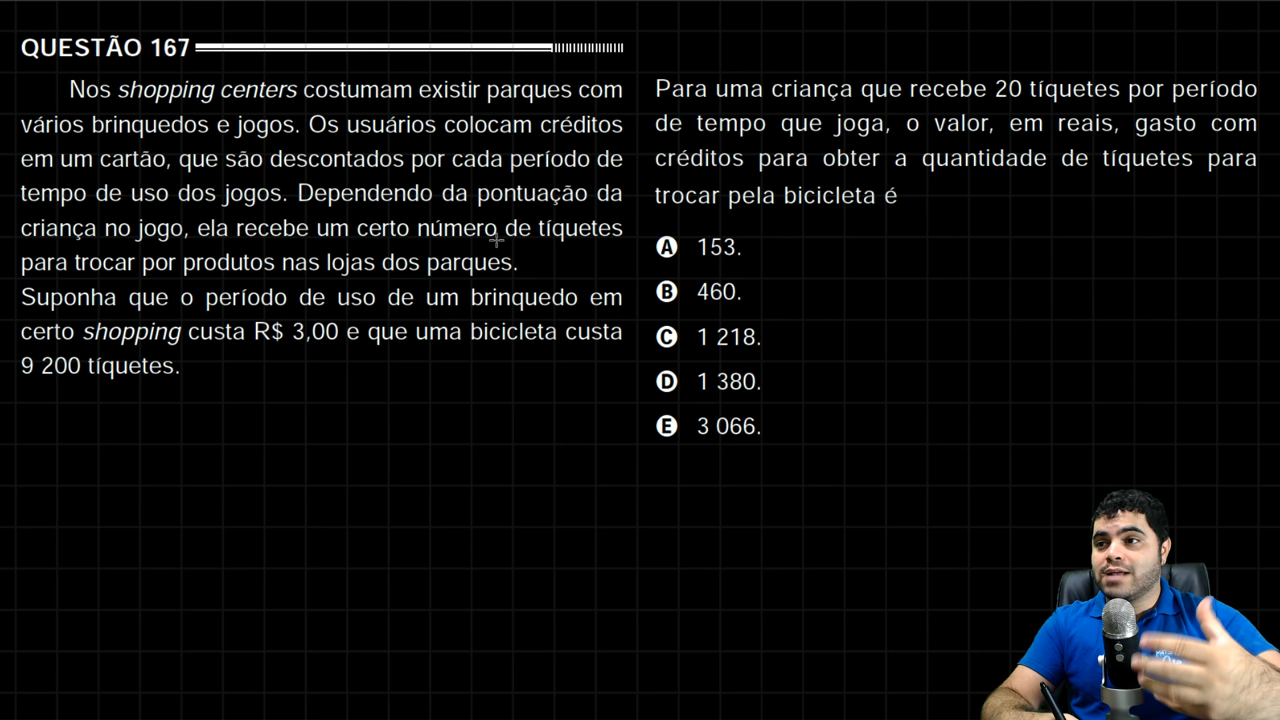 QUESTÃO 167
Nos shopping centers costumam existir parques com
vários brinquedos e jogos. Os usuários colocam créditos
em um cartão, que são descontados por cada período de
tempo de uso dos jogos. Dependendo da pontuação da
criança no jogo, ela recebe um certo número de tíquetes
para trocar por produtos nas lojas dos parques.
Suponha que o período de uso de um brinquedo em
certo shopping custa R$ 3,00 e que uma bicicleta custa
9 200 tíquetes.
Para uma criança que recebe 20 tíquetes por período
de tempo que joga, o valor, em reais, gasto com
créditos para obter a quantidade de tíquetes para
trocar pela bicicleta é
A 153.
B 460.
C 1 218.
D 1 380.
E 3 066.